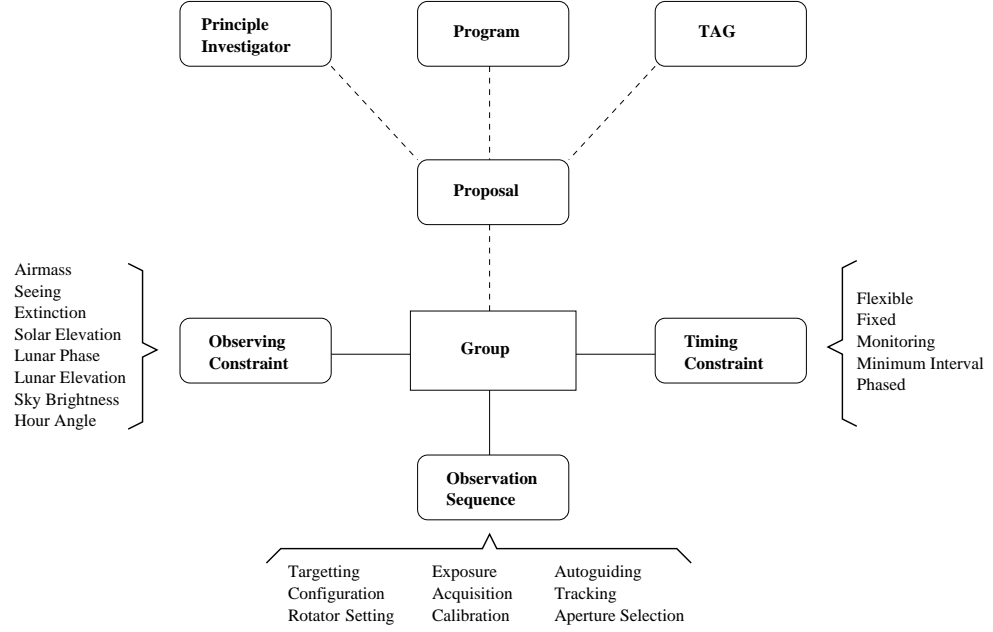 Principle
Investigator
Program
TAG
Proposal
Airmass
Seeing
Extinction
Solar Elevation
Lunar Phase
Lunar Elevation
Sky Brightness
Hour Angle
Observing
Constraint
Group
Timing
Constraint
Flexible
Fixed
Monitoring
Minimum Interval
Phased
Observation
Sequence
Targetting
Configuration
Rotator Setting
Exposure
Acquisition
Calibration
Autoguiding
Tracking
Aperture Selection